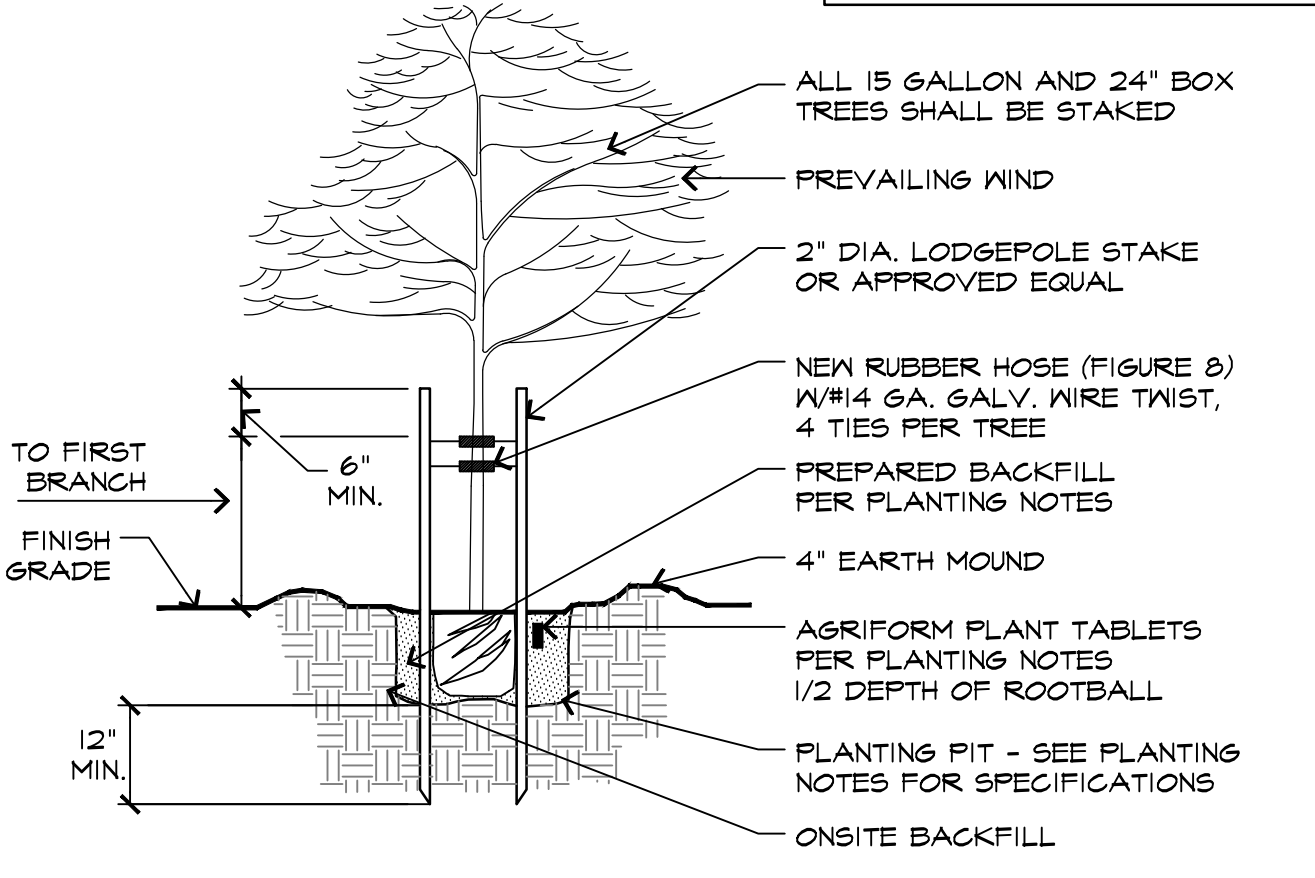 ALL 15 GALLON AND 24" BOX
TREES SHALL BE STAKED
PREVAILING WIND
2" DIA. LODGEPOLE STAKE
OR APPROVED EQUAL
NEW RUBBER HOSE (FIGURE 8)
W/#14 GA. GALV. WIRE TWIST,
4 TIES PER TREE
TO FIRST
BRANCH
6"
MIN.
PREPARED BACKFILL
PER PLANTING NOTES
FINISH
GRADE
4" EARTH MOUND
AGRIFORM PLANT TABLETS
PER PLANTING NOTES
1/2 DEPTH OF ROOTBALL
12"
MIN.
PLANTING PIT - SEE PLANTING
NOTES FOR SPECIFICATIONS
ONSITE BACKFILL